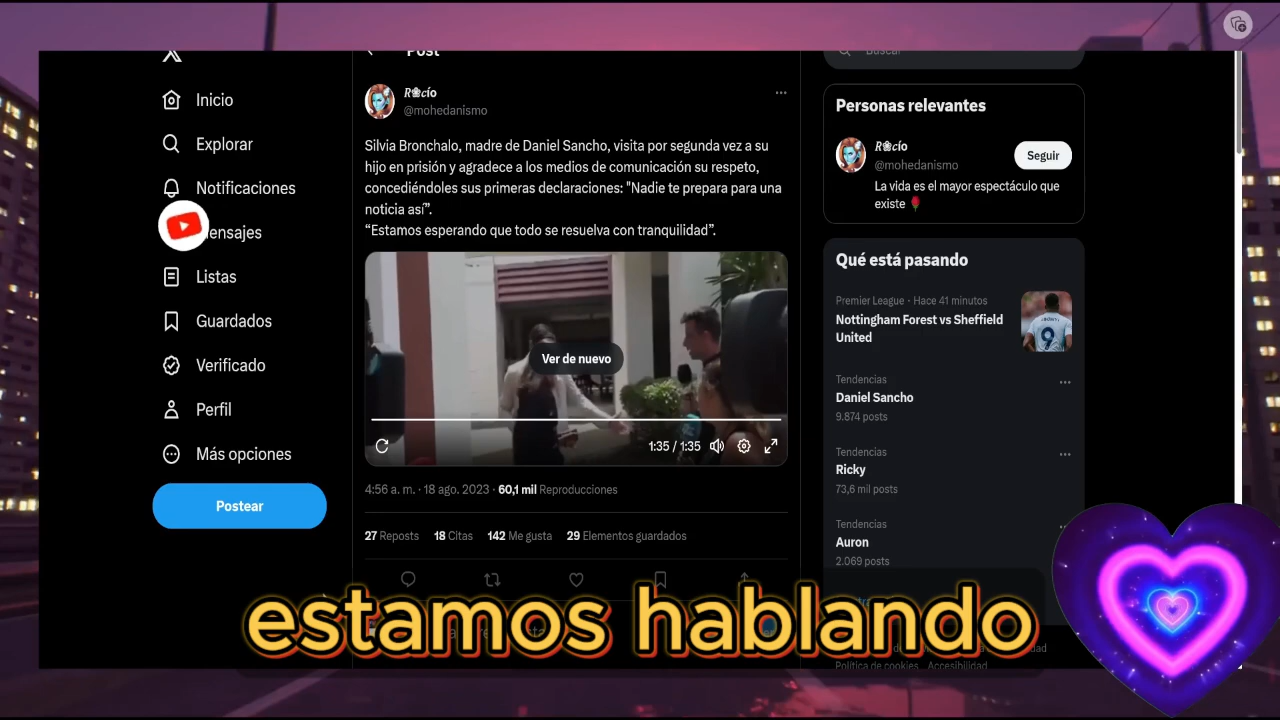 Post
Buscar
Inicio
Explorar
Notificaciones
ensajes
Listas
Guardados
Verificado
Perfil
Más opciones
Postear
R❀cío
@mohedanismo
Silvia Bronchalo, madre de Daniel Sancho, visita por segunda vez a su
hijo en prisión y agradece a los medios de comunicación su respeto,
concediéndoles sus primeras declaraciones: "Nadie te prepara para una
noticia así”.
“Estamos esperando que todo se resuelva con tranquilidad”.
Ver de nuevo
1:35 / 1:35
4:56 a. m. · 18 ago. 2023 · 60,1 mil Reproducciones
27 Reposts 18 Citas 142 Me gusta 29 Elementos guardados
Personas relevantes
R❀cío
@mohedanismo
Seguir
La vida es el mayor espectáculo que
existe 🌹
Qué está pasando
Premier League · Hace 41 minutos
Nottingham Forest vs Sheffield
United
Tendencias
Daniel Sancho
9.874 posts
Tendencias
Ricky
73,6 mil posts
Tendencias
Auron
2.069 posts
Política de cookies Accesibilidad
estamos hablando